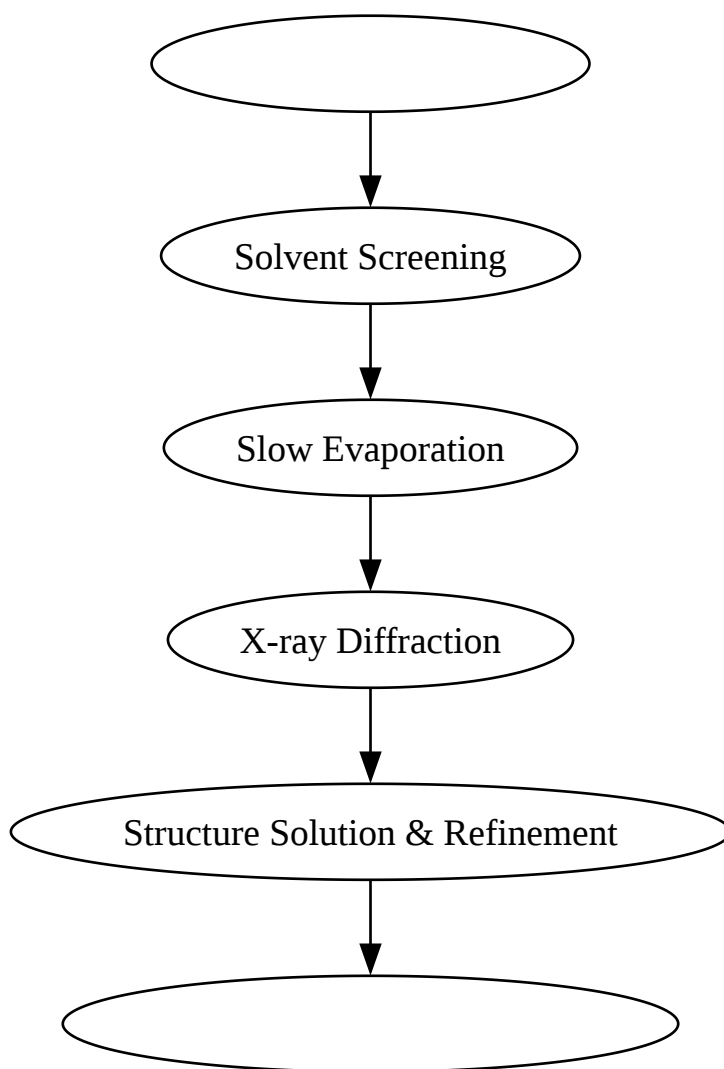 Solvent Screening
Slow Evaporation
X-ray Diffraction
Structure Solution & Refinement